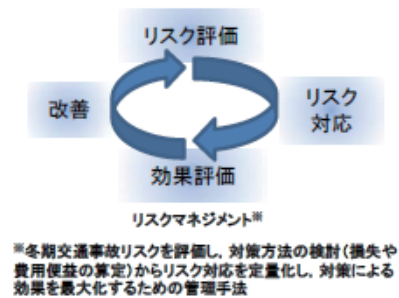 リスク評価
改善
リスク
対応
効果評価
リスクマネジメント※
※冬期交通事故リスクを評価し，対策方法の検討（損失や
費用便益の算定）からリスク対応を定量化し，対策による
効果を最大化するための管理手法